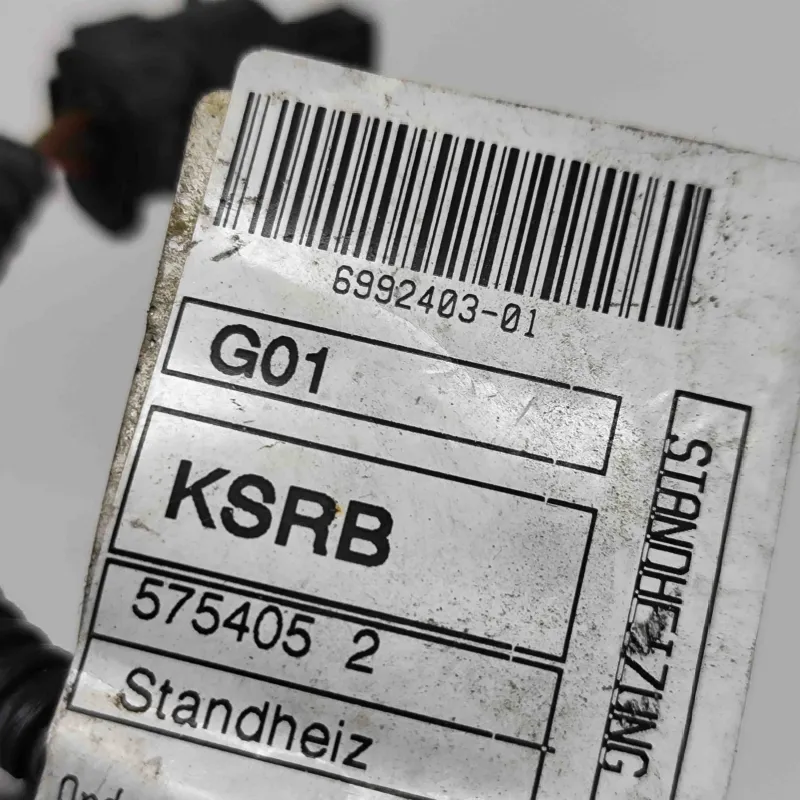 6992403-01
G01
KSRB
575405 2
Standheiz
STANDHEIZUNG